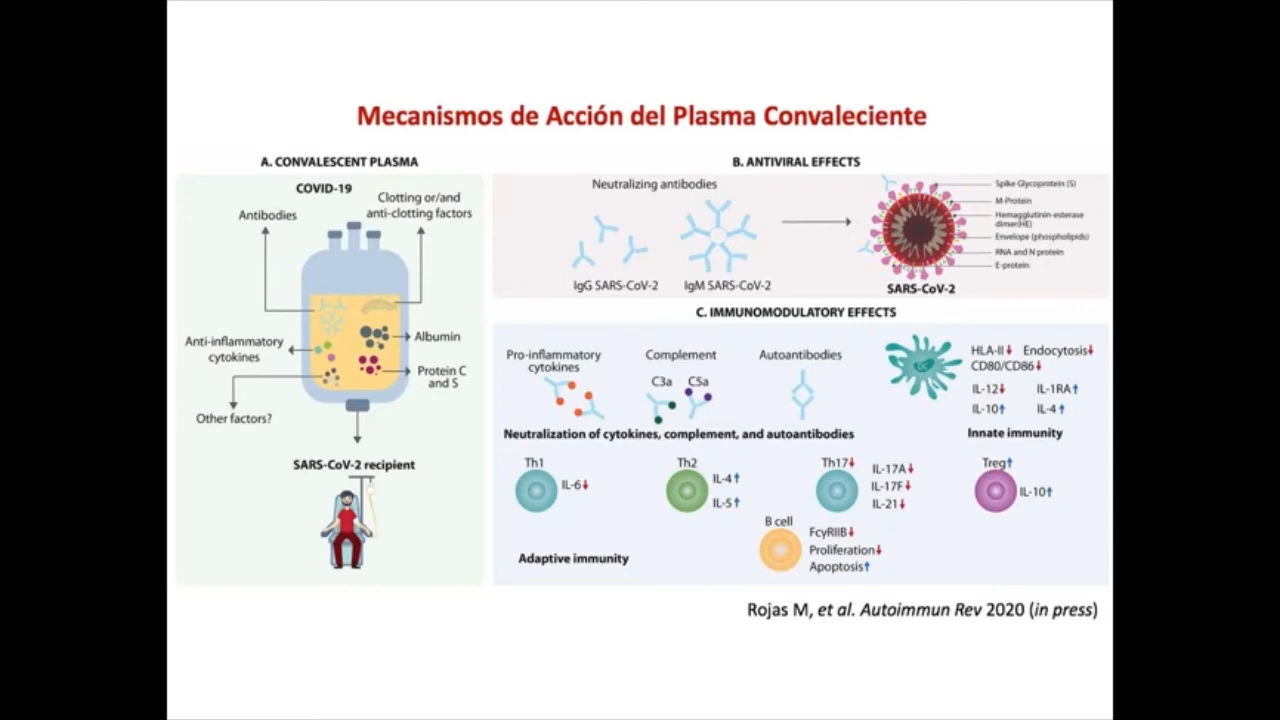 Mecanismos de Acción del Plasma Convaleciente
A. CONVALESCENT PLASMA
COVID-19
Antibodies
Clotting or/and
anti-clotting factors
Anti-inflammatory
cytokines
Albumin
Protein C
and S
Other factors?
SARS-CoV-2 recipient
B. ANTIVIRAL EFFECTS
Neutralizing antibodies
IgG SARS-CoV-2
IgM SARS-CoV-2
Spike Glycoprotein (S)
M-Protein
Hemagglutinin-esterase
dimer(HE)
Envelope (phospholipids)
RNA and N protein
E-protein
SARS-CoV-2
C. IMMUNOMODULATORY EFFECTS
Pro-inflammatory
cytokines
Complement
C3a
C5a
Autoantibodies
Neutralization of cytokines, complement, and autoantibodies
DC
HLA-II↓ Endocytosis↓
CD80/CD86↓
IL-12↓ IL-1RA↑
IL-10↑ IL-4↑
Innate immunity
Th1
IL-6↓
Th2
IL-4↑
IL-5↑
Th17↓
IL-17A↓
IL-17F↓
IL-21↓
Treg↑
IL-10↑
B cell
FcγRIIB↓
Proliferation↓
Apoptosis↑
Adaptive immunity
Rojas M, et al. Autoimmun Rev 2020 (in press)